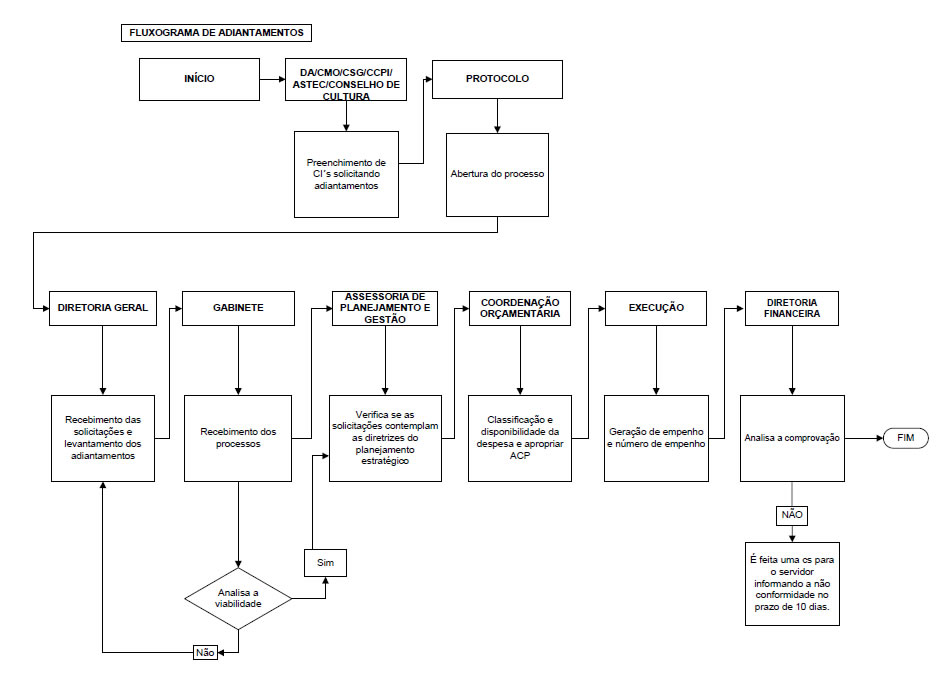 FLUXOGRAMA DE ADIANTAMENTOS
INÍCIO
DA/CMO/CSG/CCPI/
ASTEC/CONSELHO DE
CULTURA
PROTOCOLO
Preenchimento de
CI´s solicitando
adiantamentos
Abertura do processo
DIRETORIA GERAL
GABINETE
ASSESSORIA DE
PLANEJAMENTO E
GESTÃO
COORDENAÇÃO
ORÇAMENTÁRIA
EXECUÇÃO
DIRETORIA
FINANCEIRA
Recebimento das
solicitações e
levantamento dos
adiantamentos
Recebimento dos
processos
Verifica se as
solicitações contemplam
as diretrizes do
planejamento
estratégico
Classificação e
disponibilidade da
despesa e apropriar
ACP
Geração de empenho
e número de empenho
Analisa a comprovação
FIM
NÃO
É feita uma cs para
o servidor
informando a não
conformidade no
prazo de 10 dias.
Sim
Analisa a
viabilidade
Não